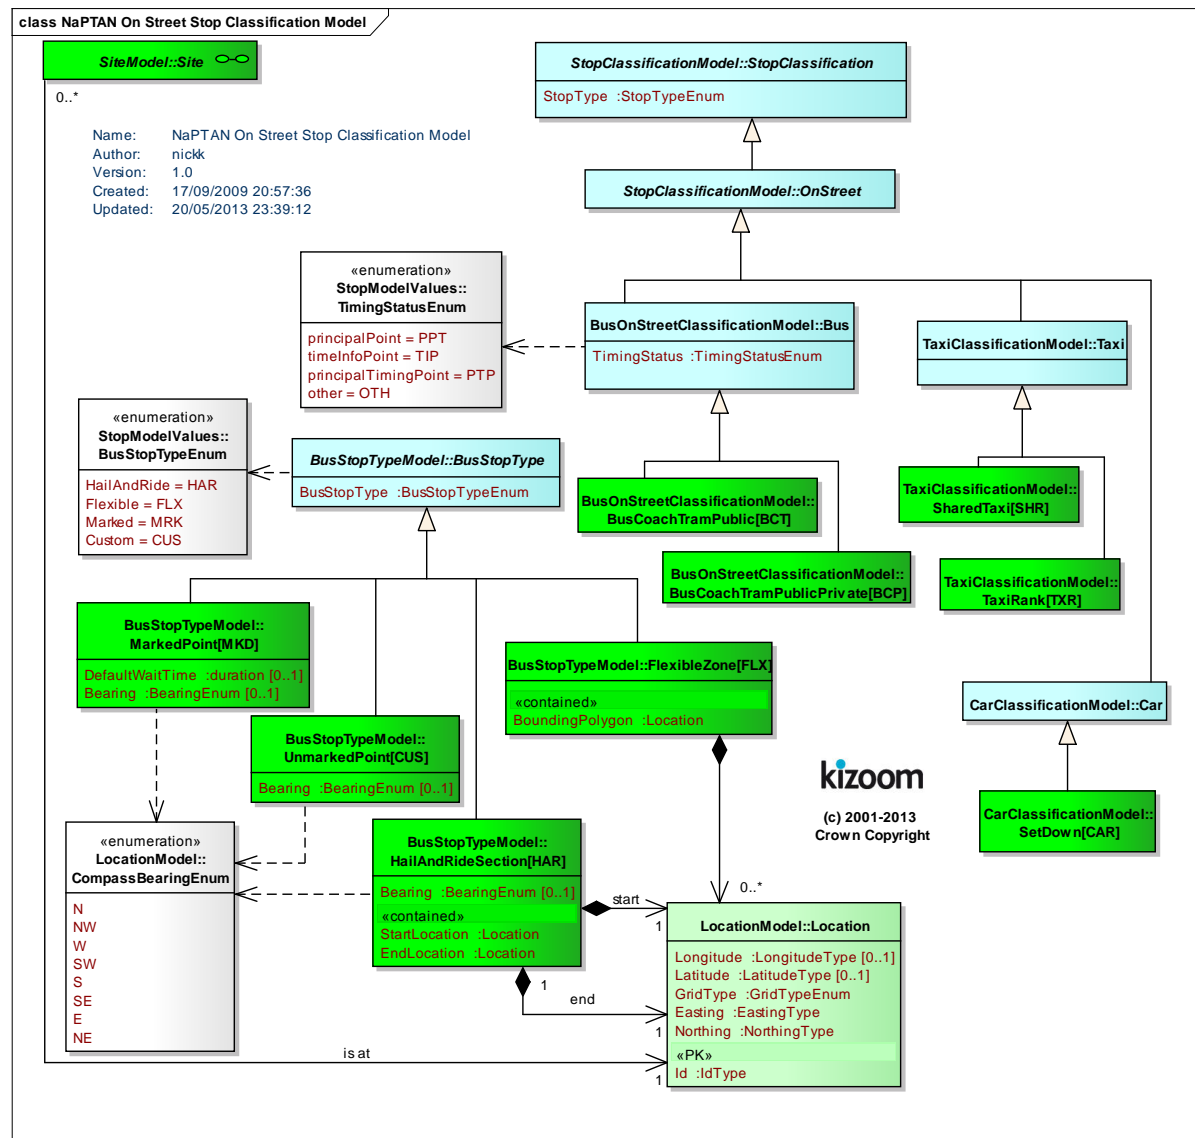 class NaPTAN On Street Stop Classification Model
SiteModel::Site
0..*
Name: NaPTAN On Street Stop Classification Model
Author: nickk
Version: 1.0
Created: 17/09/2009 20:57:36
Updated: 20/05/2013 23:39:12
StopClassificationModel::StopClassification
StopType :StopTypeEnum
StopClassificationModel::OnStreet
«enumeration»
StopModelValues::
TimingStatusEnum
principalPoint = PPT
timeInfoPoint = TIP
principalTimingPoint = PTP
other = OTH
BusOnStreetClassificationModel::Bus
TimingStatus :TimingStatusEnum
TaxiClassificationModel::Taxi
«enumeration»
StopModelValues::
BusStopTypeEnum
HailAndRide = HAR
Flexible = FLX
Marked = MRK
Custom = CUS
BusStopTypeModel::BusStopType
BusStopType :BusStopTypeEnum
BusOnStreetClassificationModel::
BusCoachTramPublic[BCT]
TaxiClassificationModel::
SharedTaxi[SHR]
BusOnStreetClassificationModel::
BusCoachTramPublicPrivate[BCP]
TaxiClassificationModel::
TaxiRank[TXR]
BusStopTypeModel::
MarkedPoint[MKD]
DefaultWaitTime :duration [0..1]
Bearing :BearingEnum [0..1]
BusStopTypeModel::FlexibleZone[FLX]
«contained»
BoundingPolygon :Location
CarClassificationModel::Car
BusStopTypeModel::
UnmarkedPoint[CUS]
Bearing :BearingEnum [0..1]
kizoom
(c) 2001-2013
Crown Copyright
CarClassificationModel::
SetDown[CAR]
«enumeration»
LocationModel::
CompassBearingEnum
N
NW
W
SW
S
SE
E
NE
BusStopTypeModel::
HailAndRideSection[HAR]
Bearing :BearingEnum [0..1]
«contained»
StartLocation :Location
EndLocation :Location
start
1
0..*
1
end
1
LocationModel::Location
Longitude :LongitudeType [0..1]
Latitude :LatitudeType [0..1]
GridType :GridTypeEnum
Easting :EastingType
Northing :NorthingType
«PK»
Id :IdType
is at
1